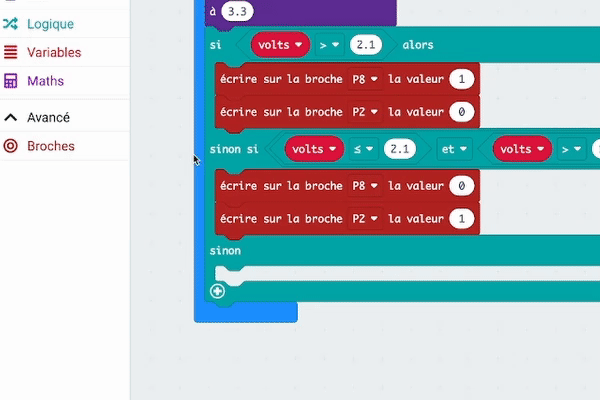 Logique
Variables
Maths
Avancé
Broches
à 3.3
si volts > 2.1 alors
écrire sur la broche P8 la valeur 1
écrire sur la broche P2 la valeur 0
sinon si volts ≤ 2.1 et volts >
écrire sur la broche P8 la valeur 0
écrire sur la broche P2 la valeur 1
sinon